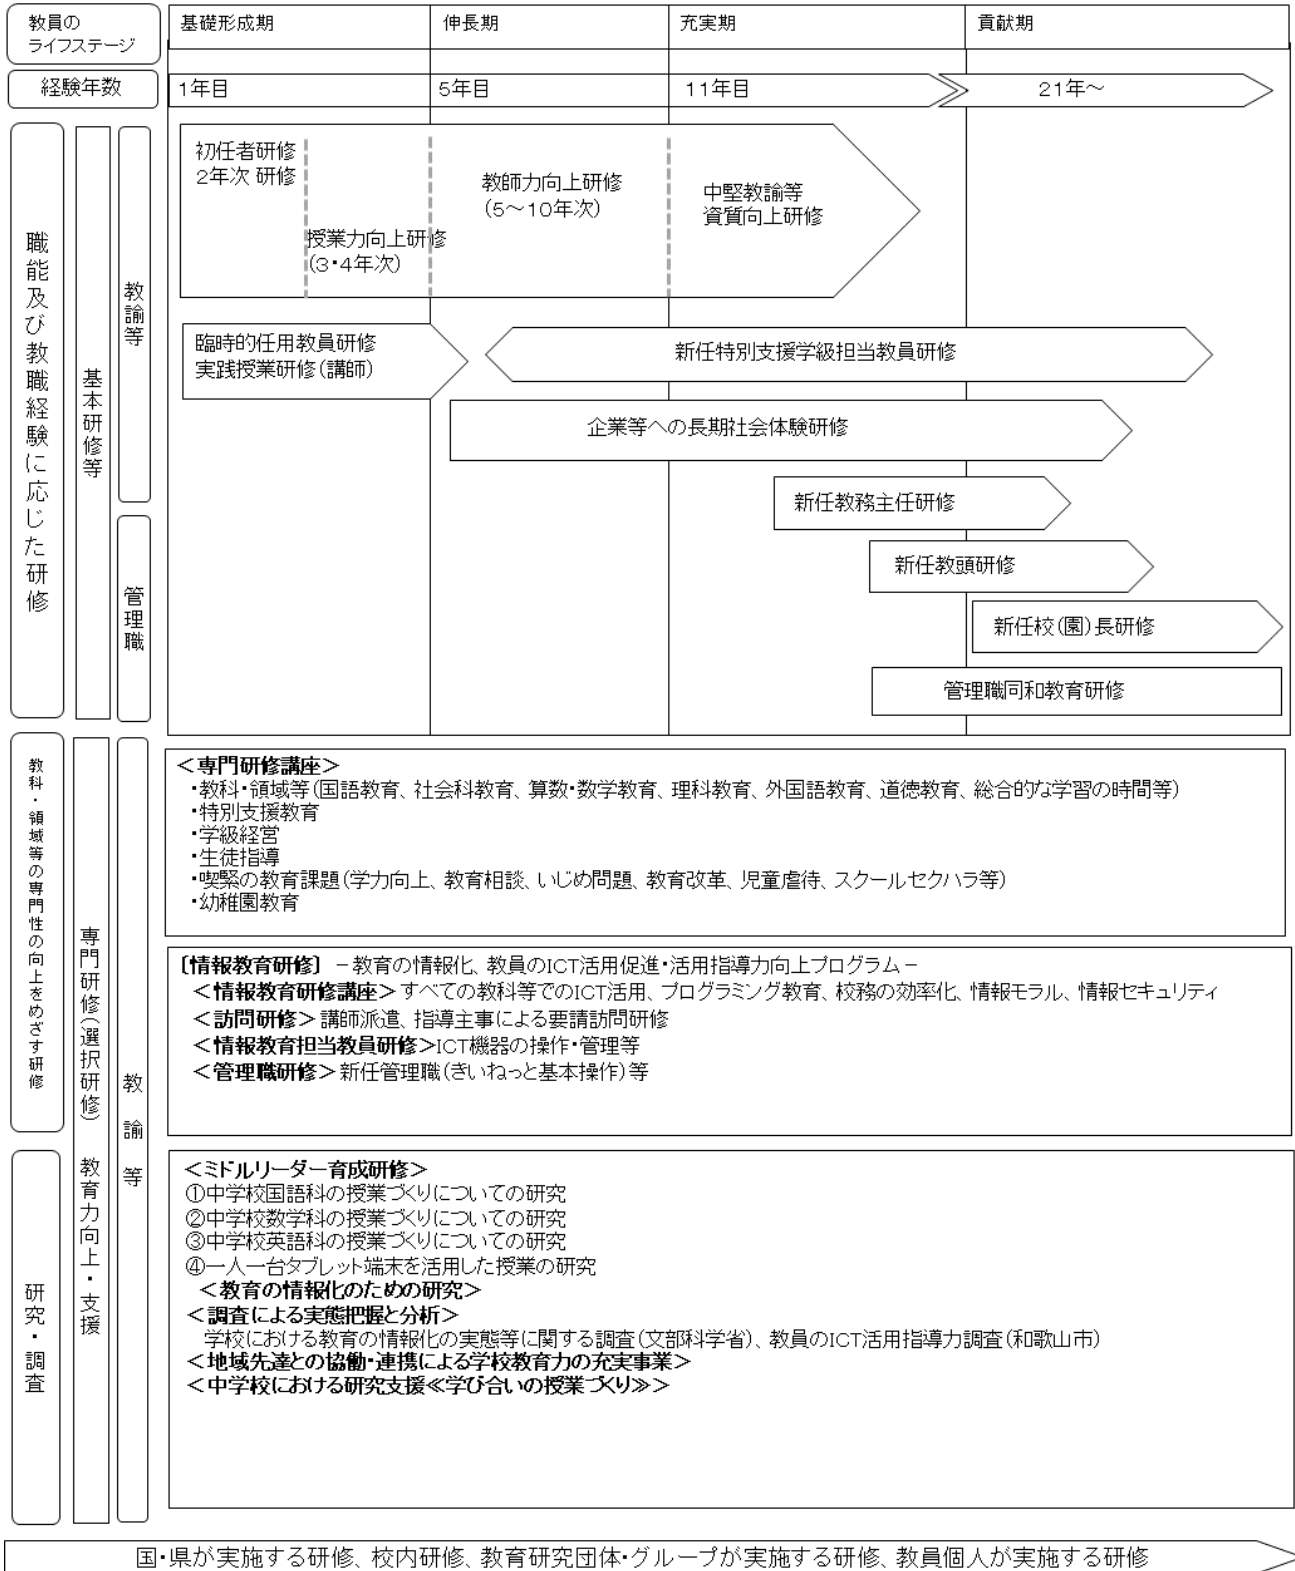 教員の
ライフステージ
基礎形成期
伸長期
充実期
貢献期
経験年数
1年目
5年目
11年目
21年～
職能及び教職経験に応じた研修
基本研修等
教諭等
初任者研修
2年次 研修
授業力向上研修
(3・4年次)
教師力向上研修
(5～10年次)
中堅教諭等
資質向上研修
臨時的任用教員研修
実践授業研修(講師)
新任特別支援学級担当教員研修
企業等への長期社会体験研修
新任教務主任研修
管理職
新任教頭研修
新任校(園)長研修
管理職同和教育研修
教科・領域等の専門性の向上をめざす研修
専門研修(選択研修) 教育力向上・支援
教諭等
＜専門研修講座＞
・教科・領域等(国語教育、社会科教育、算数・数学教育、理科教育、外国語教育、道徳教育、総合的な学習の時間等)
・特別支援教育
・学級経営
・生徒指導
・喫緊の教育課題(学力向上、教育相談、いじめ問題、教育改革、児童虐待、スクールセクハラ等)
・幼稚園教育
〔情報教育研修〕 －教育の情報化、教員のICT活用促進・活用指導力向上プログラム－
＜情報教育研修講座＞ すべての教科等でのICT活用、プログラミング教育、校務の効率化、情報モラル、情報セキュリティ
＜訪問研修＞ 講師派遣、指導主事による要請訪問研修
＜情報教育担当教員研修＞ICT機器の操作・管理等
＜管理職研修＞ 新任管理職(きいねっと基本操作)等
研究・調査
＜ミドルリーダー育成研修＞
①中学校国語科の授業づくりについての研究
②中学校数学科の授業づくりについての研究
③中学校英語科の授業づくりについての研究
④一人一台タブレット端末を活用した授業の研究
＜教育の情報化のための研究＞
＜調査による実態把握と分析＞
学校における教育の情報化の実態等に関する調査(文部科学省)、教員のICT活用指導力調査(和歌山市)
＜地域先達との協働・連携による学校教育力の充実事業＞
＜中学校における研究支援≪学び合いの授業づくり≫＞
国・県が実施する研修、校内研修、教育研究団体・グループが実施する研修、教員個人が実施する研修